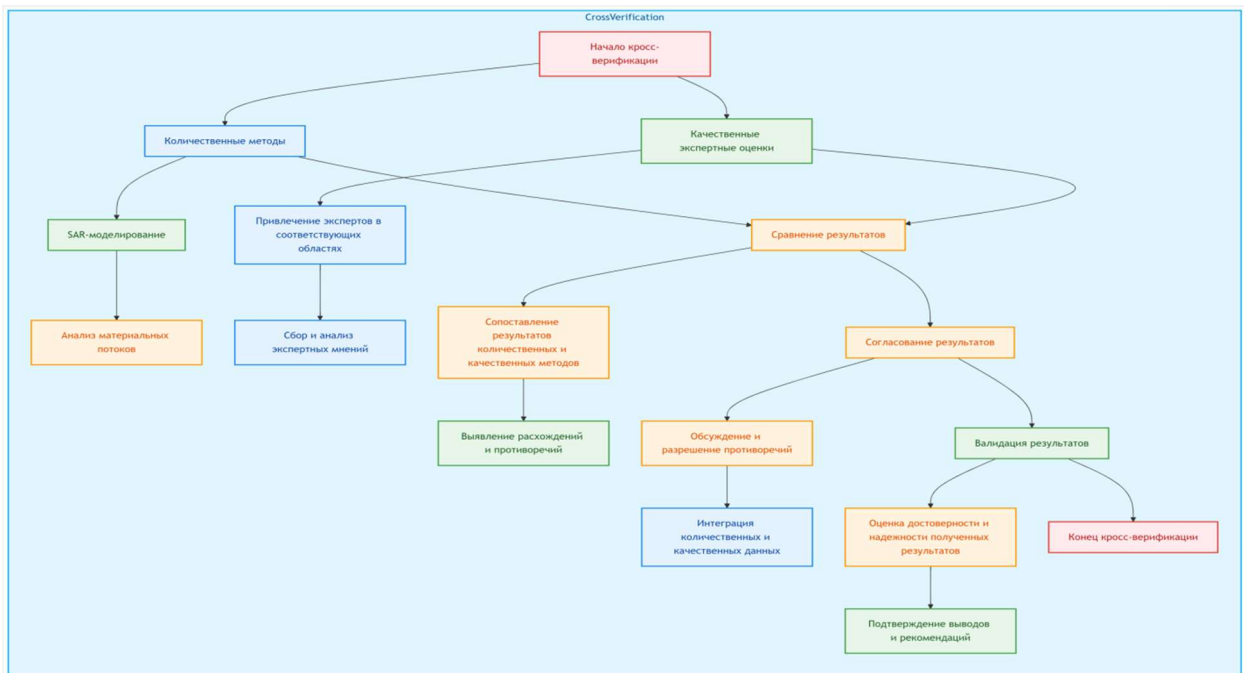 CrossVerification
Начало кросс-
верификации
Количественные методы
Качественные
экспертные оценки
SAR-моделирование
Привлечение экспертов в
соответствующих
областях
Сравнение результатов
Анализ материальных
потоков
Сбор и анализ
экспертных мнений
Сопоставление
результатов
количественных и
качественных методов
Согласование результатов
Выявление расхождений
и противоречий
Обсуждение и
разрешение противоречий
Валидация результатов
Интеграция
количественных и
качественных данных
Оценка достоверности и
надежности полученных
результатов
Конец кросс-верификации
Подтверждение выводов
и рекомендаций